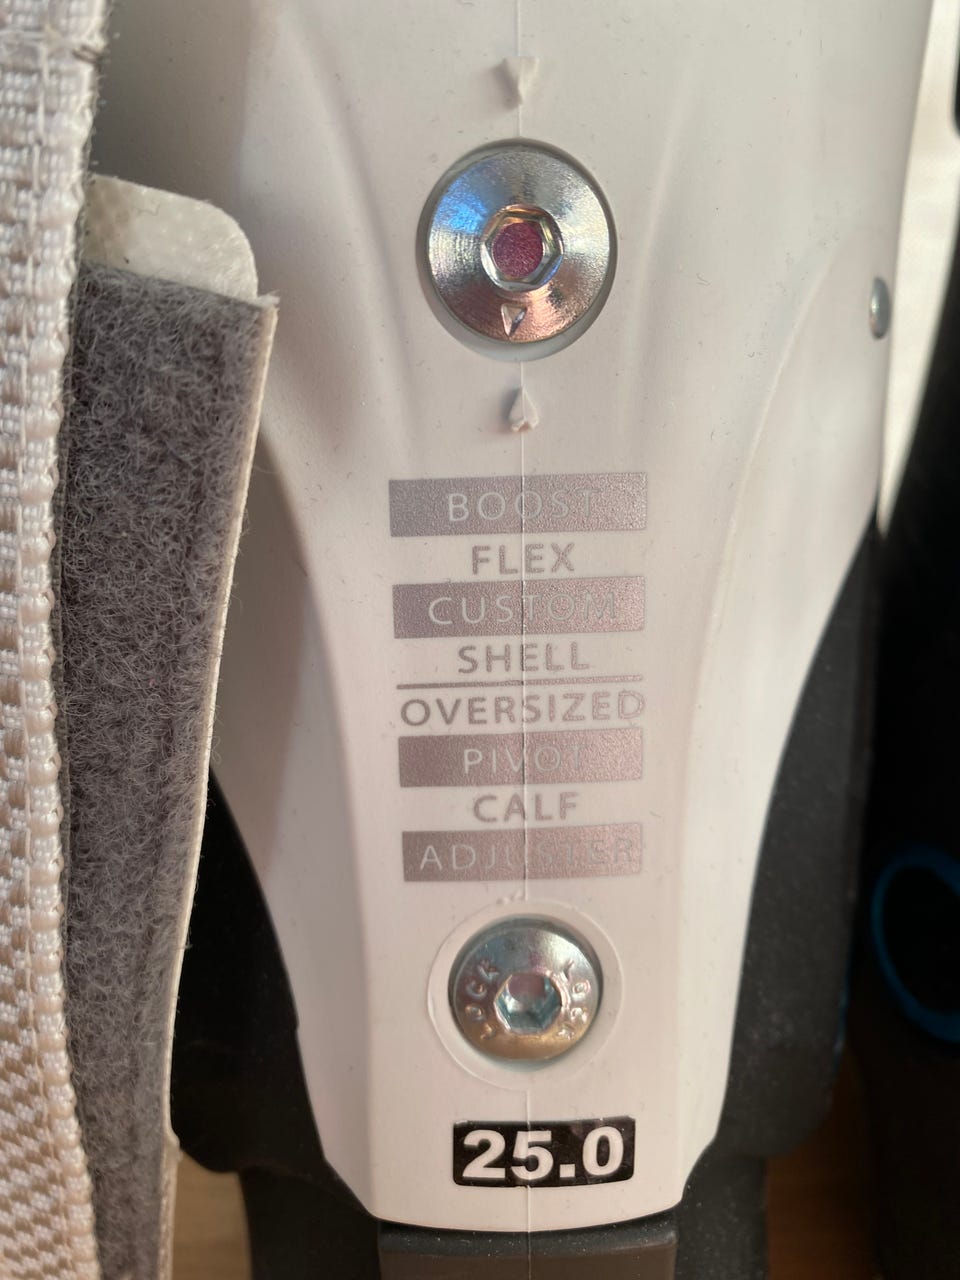 BOOST
FLEX
CUSTOM
SHELL
OVERSIZED
PIVOT
CALF
ADJUSTER
25.0